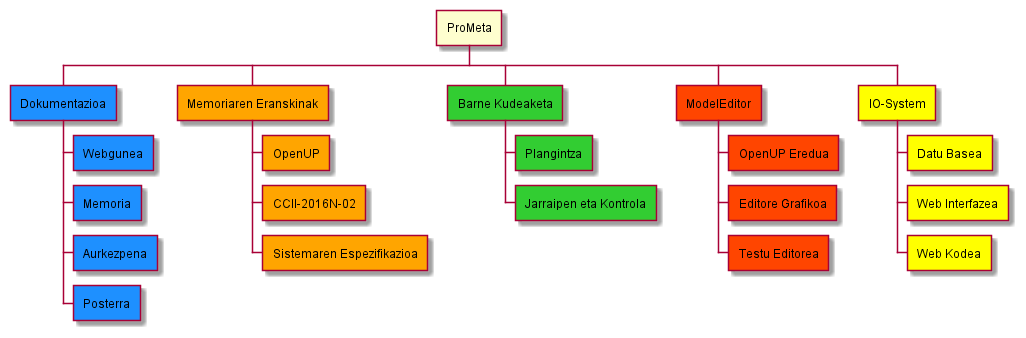 ProMeta
Dokumentazioa
Webgunea
Memoria
Aurkezpena
Posterra
Memoriaren Eranskinak
OpenUP
CCII-2016N-02
Sistemaren Espezifikazioa
Barne Kudeaketa
Plangintza
Jarraipen eta Kontrola
ModelEditor
OpenUP Eredua
Editore Grafikoa
Testu Editorea
IO-System
Datu Basea
Web Interfazea
Web Kodea